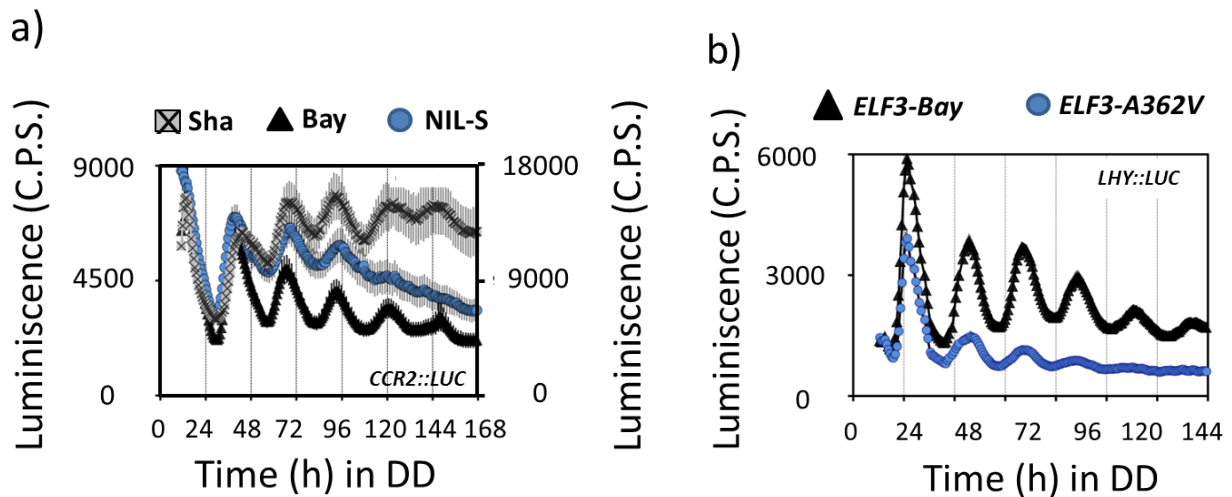 a)
Sha Bay NIL-S
Luminiscence (C.P.S.)
9000
4500
0
18000
9000
0
CCR2::LUC
0 24 48 72 96 120 144 168
Time (h) in DD
Luminiscence (C.P.S.)
b)
ELF3-Bay ELF3-A362V
Luminiscence (C.P.S.)
6000
3000
0
LHY::LUC
0 24 48 72 96 120 144
Time (h) in DD